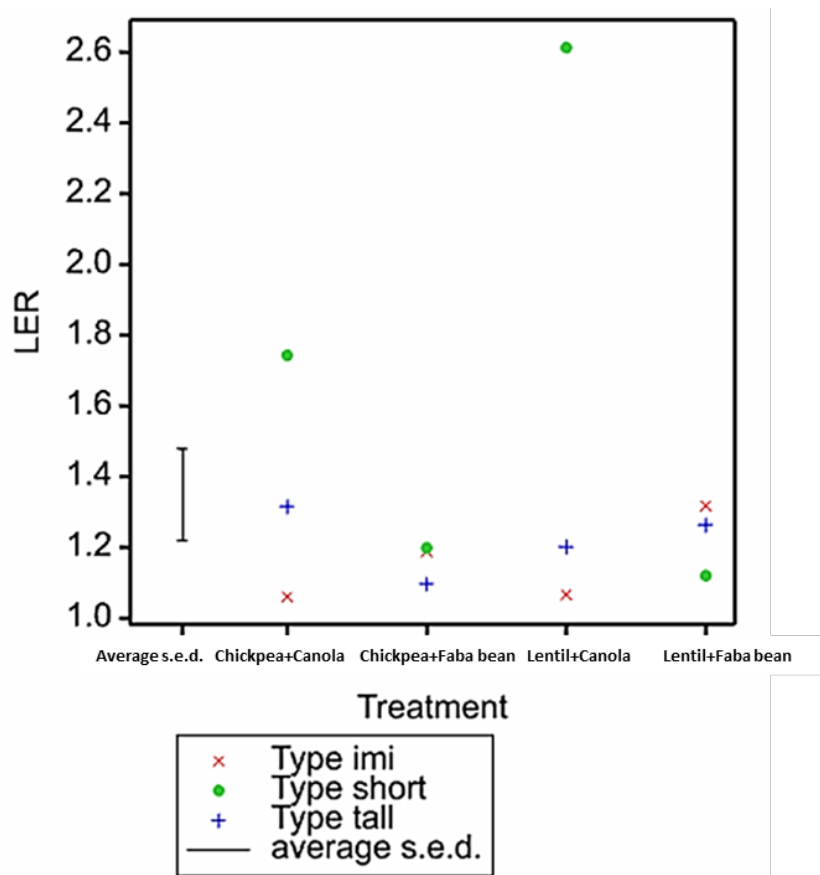 2.6
2.4
2.2
2.0
1.8
1.6
1.4
1.2
1.0
LER
Average s.e.d. Chickpea+Canola Chickpea+Faba bean Lentil+Canola Lentil+Faba bean
Treatment
Type imi
Type short
Type tall
average s.e.d.